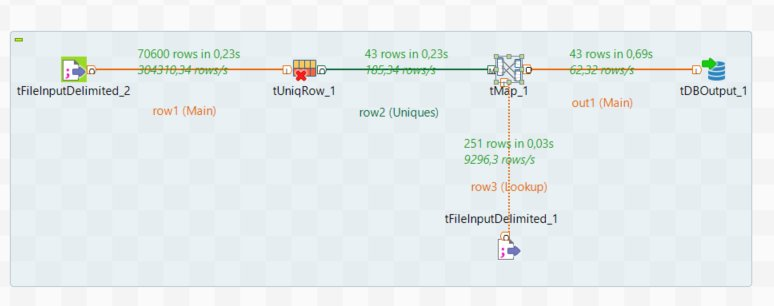 70600 rows in 0,23s
304310,34 rows/s
43 rows in 0,23s
185,34 rows/s
43 rows in 0,69s
62,32 rows/s
tFileInputDelimited_2
tUniqRow_1
tMap_1
tDBOutput_1
row1 (Main)
row2 (Uniques)
out1 (Main)
251 rows in 0,03s
9296,3 rows/s
row3 (Lookup)
tFileInputDelimited_1